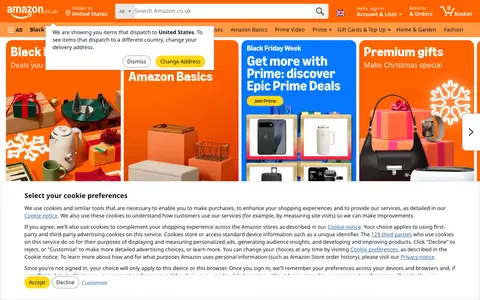 amazon.co.uk
Deliver to
United States
All
Search Amazon.co.uk
Hello, sign in
Account & Lists
Returns
& Orders
0
Basket
All
Black
Amazon Basics
Prime Video
Prime
Gift Cards & Top Up
Home & Garden
Fashion
We are showing you items that dispatch to United States. To
see items that dispatch to a different country, change your
delivery address.
Dismiss
Change Address
Black
Deals you
Amazon Basics
Black Friday Week
Get more with
Prime: discover
Epic Prime Deals
Join Prime
Premium gifts
Make Christmas special
Select your cookie preferences
We use cookies and similar tools that are necessary to enable you to make purchases, to enhance your shopping experiences and to provide our services, as detailed in our
Cookie notice. We also use these cookies to understand how customers use our services (for example, by measuring site visits) so we can make improvements.
If you agree, we'll also use cookies to complement your shopping experience across the Amazon stores as described in our Cookie notice. Your choice applies to using first-
party and third-party advertising cookies on this service. Cookies store or access standard device information such as a unique identifier. The 129 third parties who use cookies
on this service do so for their purposes of displaying and measuring personalized ads, generating audience insights, and developing and improving products. Click "Decline" to
reject, or "Customise" to make more detailed advertising choices, or learn more. You can change your choices at any time by visiting Cookie preferences, as described in the
Cookie notice. To learn more about how and for what purposes Amazon uses personal information (such as Amazon Store order history), please visit our Privacy notice.
Since you're not signed in, your choice will only apply to this device or this browser. Once you sign in, we'll remember your preferences across your devices and browsers and, if
Accept
Decline
Customise